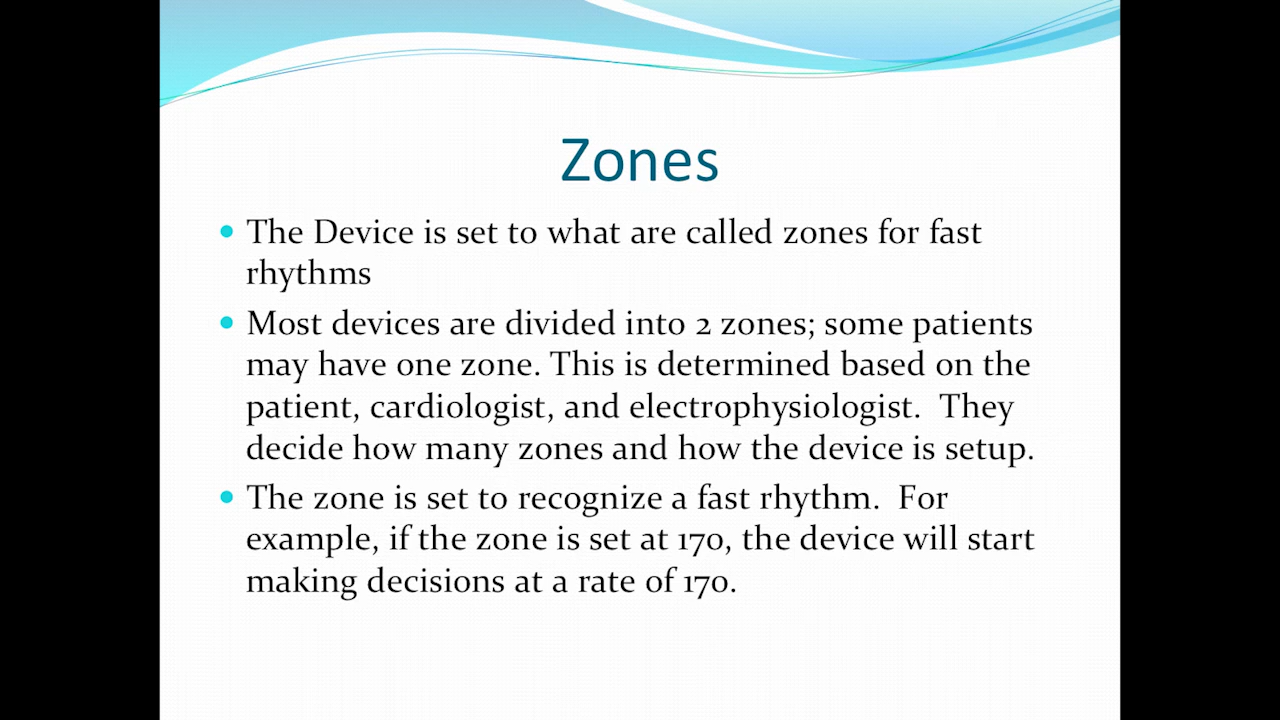 Zones
• The Device is set to what are called zones for fast
rhythms
• Most devices are divided into 2 zones; some patients
may have one zone. This is determined based on the
patient, cardiologist, and electrophysiologist.  They
decide how many zones and how the device is setup.
• The zone is set to recognize a fast rhythm.  For
example, if the zone is set at 170, the device will start
making decisions at a rate of 170.